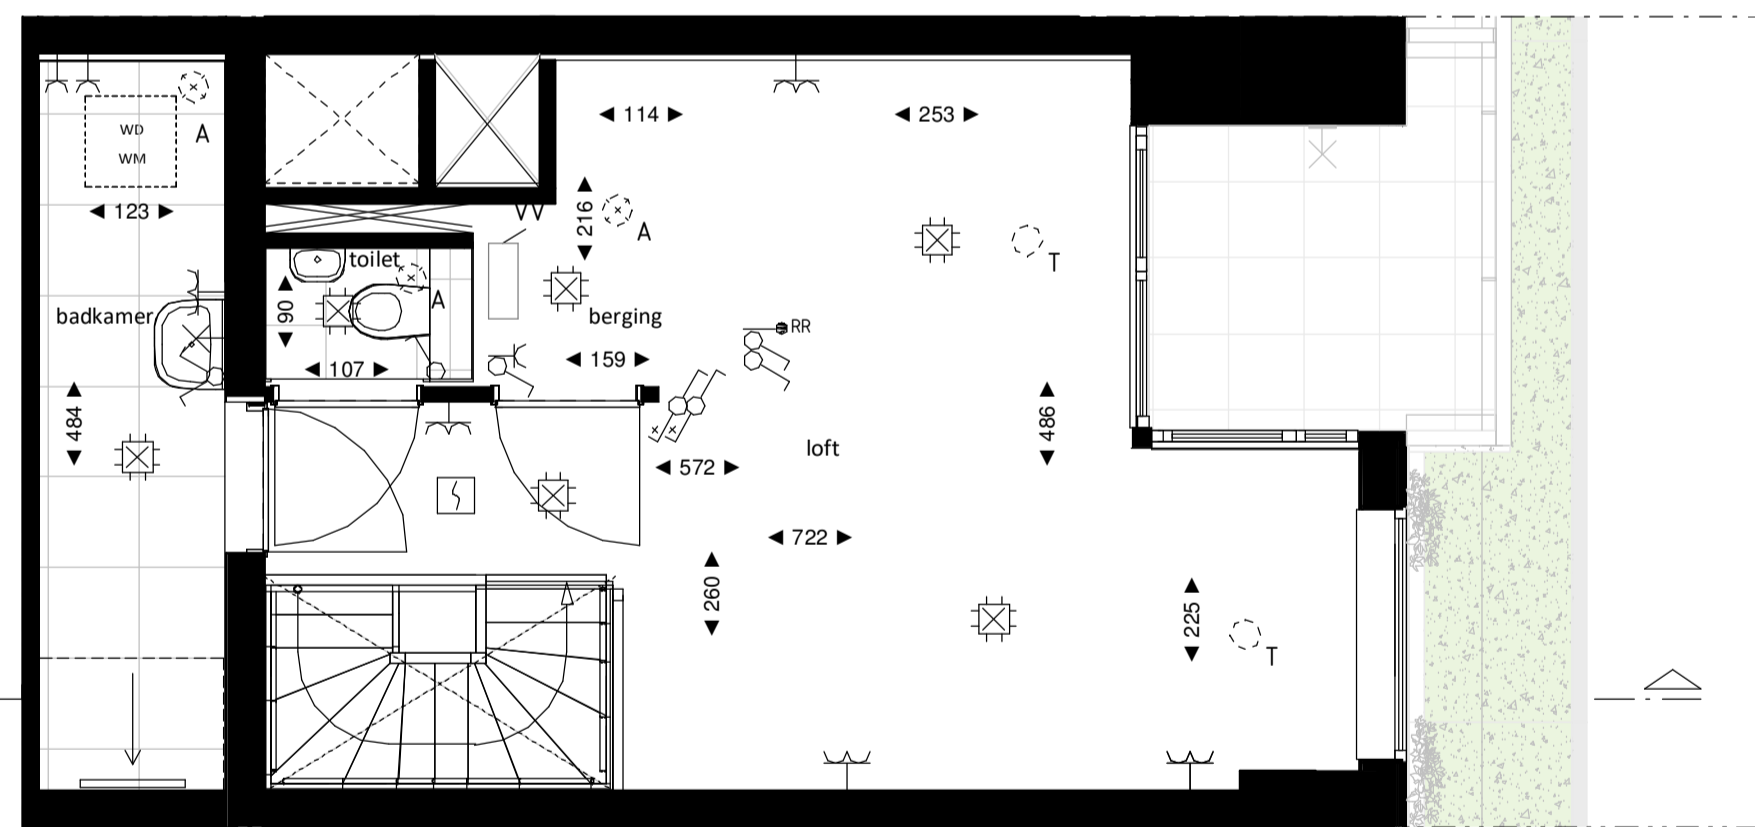 114
253
WD
A
WM
123
VV
216
A
toilet
T
A
90
badkamer
berging
RR
159
107
484
486
loft
572
722
260
225
T